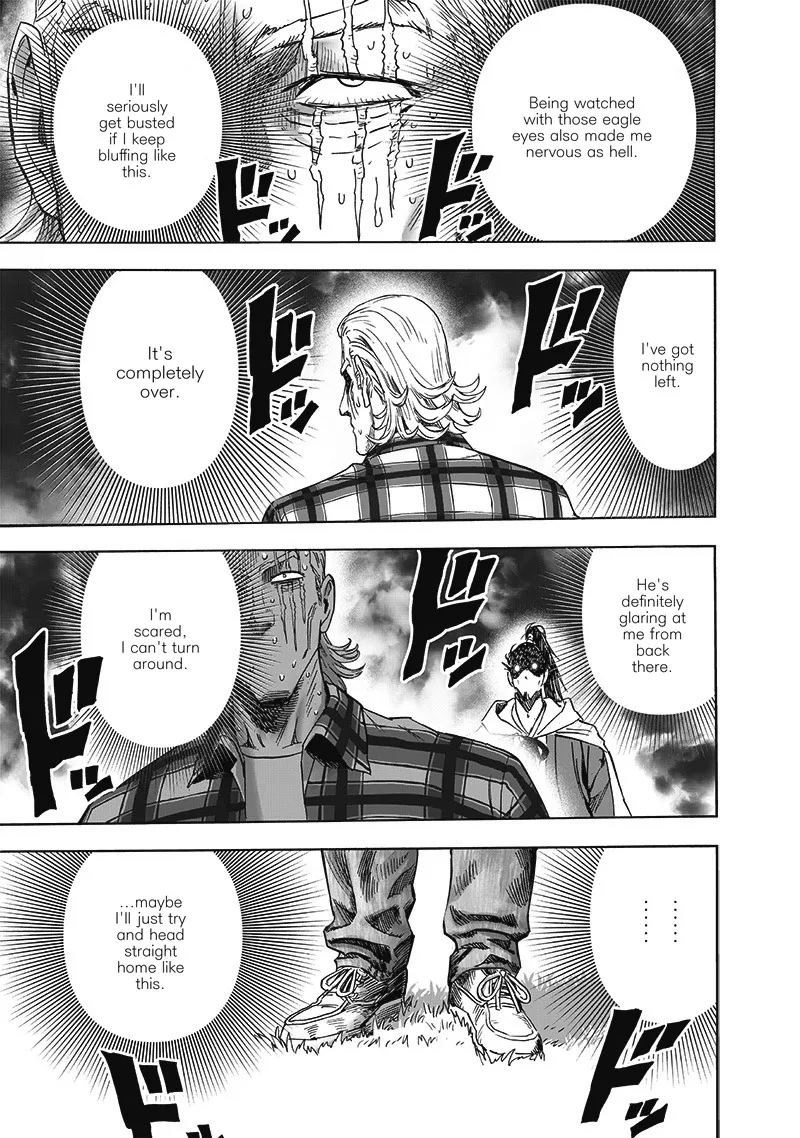 Being watched
with those eagle
eyes also made me
nervous as hell.
I'll
seriously
get busted
if I keep
bluffing like
this.
ドッ
ドッ
I've got
nothing
left.
It's
completely
over.
ドッ
ドッ
He's
definitely
glaring at
me from
back
there.
I'm
scared,
I can't turn
around.
ドッ
ドッ
......
......
...maybe
I'll just try
and head
straight
home like
this.
ドッ
ドッ